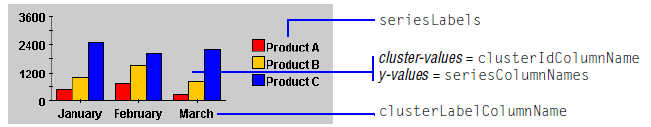 3600
2400
1200
0
January February March
Product A
Product B
Product C
seriesLabels
cluster-values = clusterIdColumnName
y-values = seriesColumnNames
clusterLabelColumnName